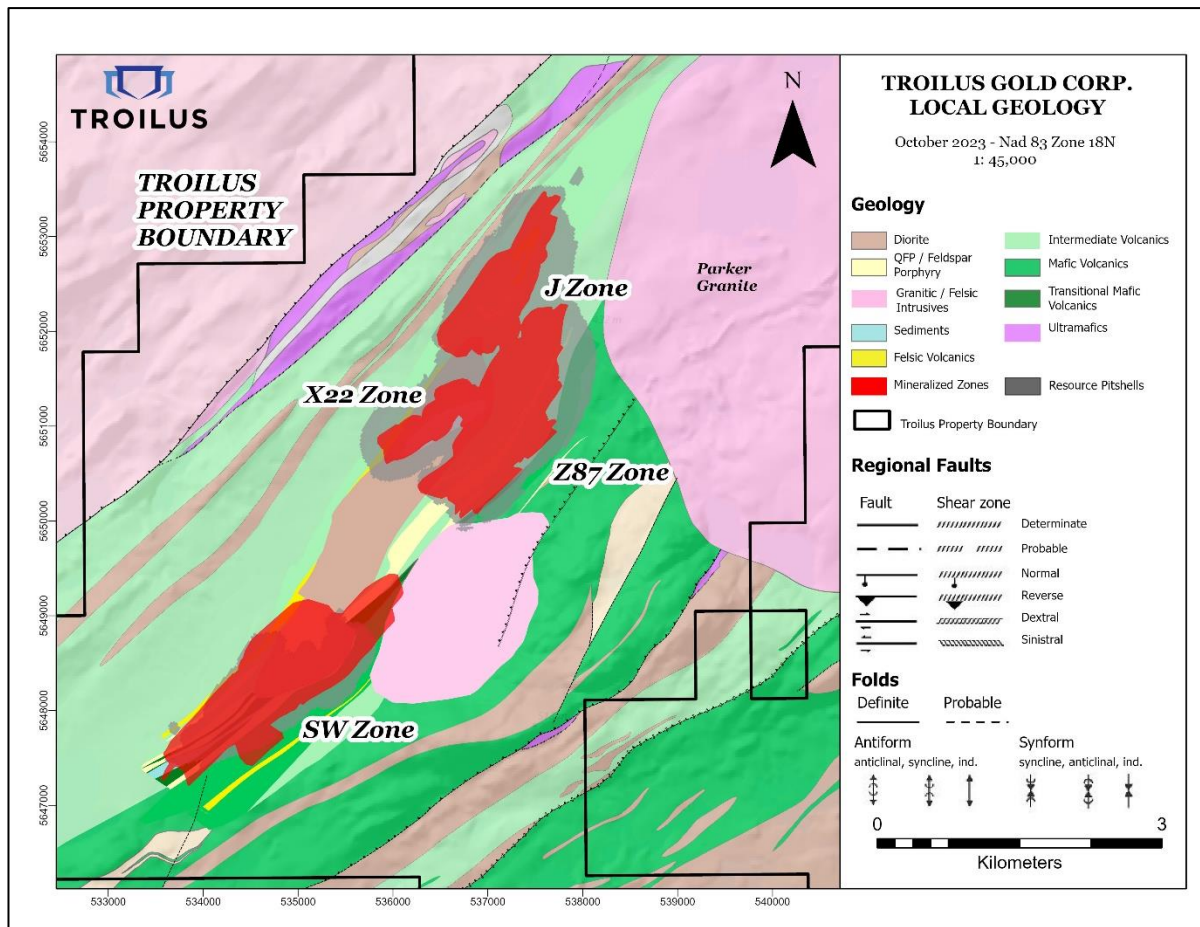 TROILUS
TROILUS
PROPERTY
BOUNDARY
N
J Zone
Parker
Granite
X22 Zone
Z87 Zone
SW Zone
5654000
5653000
5652000
5651000
5650000
5649000
5648000
5647000
533000
534000
535000
536000
537000
538000
539000
540000
TROILUS GOLD CORP.
LOCAL GEOLOGY
October 2023 - Nad 83 Zone 18N
1: 45,000
Geology
Diorite
QFP / Feldspar
Porphyry
Granitic / Felsic
Intrusives
Sediments
Felsic Volcanics
Mineralized Zones
Intermediate Volcanics
Mafic Volcanics
Transitional Mafic
Volcanics
Ultramafics
Resource Pitshells
Troilus Property Boundary
Regional Faults
Fault
Shear zone
Determinate
Probable
Normal
Reverse
Dextral
Sinistral
Folds
Definite
Probable
Antiform
anticlinal, syncline, ind.
Synform
syncline, anticlinal, ind.
0
3
Kilometers